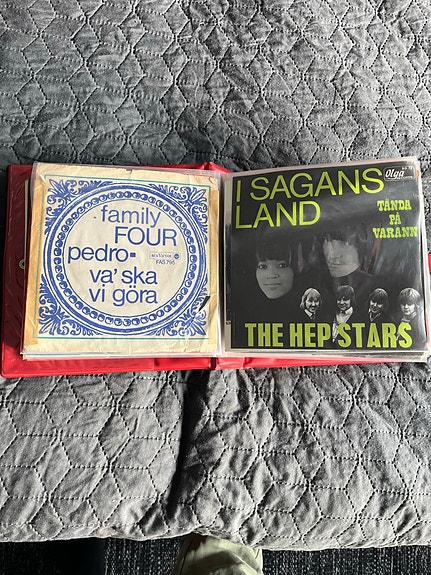 family
FOUR
pedro-
va' ska
vi göra
RCA VICTOR
FAS 796
I SAGANS
LAND
Olga
TÄNDA
PÅ
VARANN
THE HEP STARS